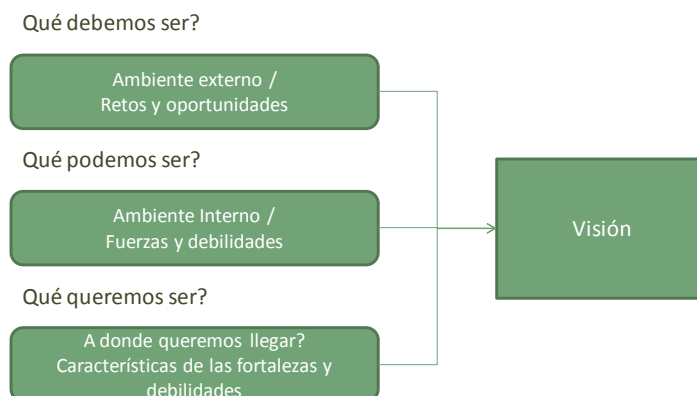 Qué debemos ser?
Ambiente externo /
Retos y oportunidades
Qué podemos ser?
Ambiente Interno /
Fuerzas y debilidades
Visión
Qué queremos ser?
A donde queremos llegar?
Características de las fortalezas y
debilidades